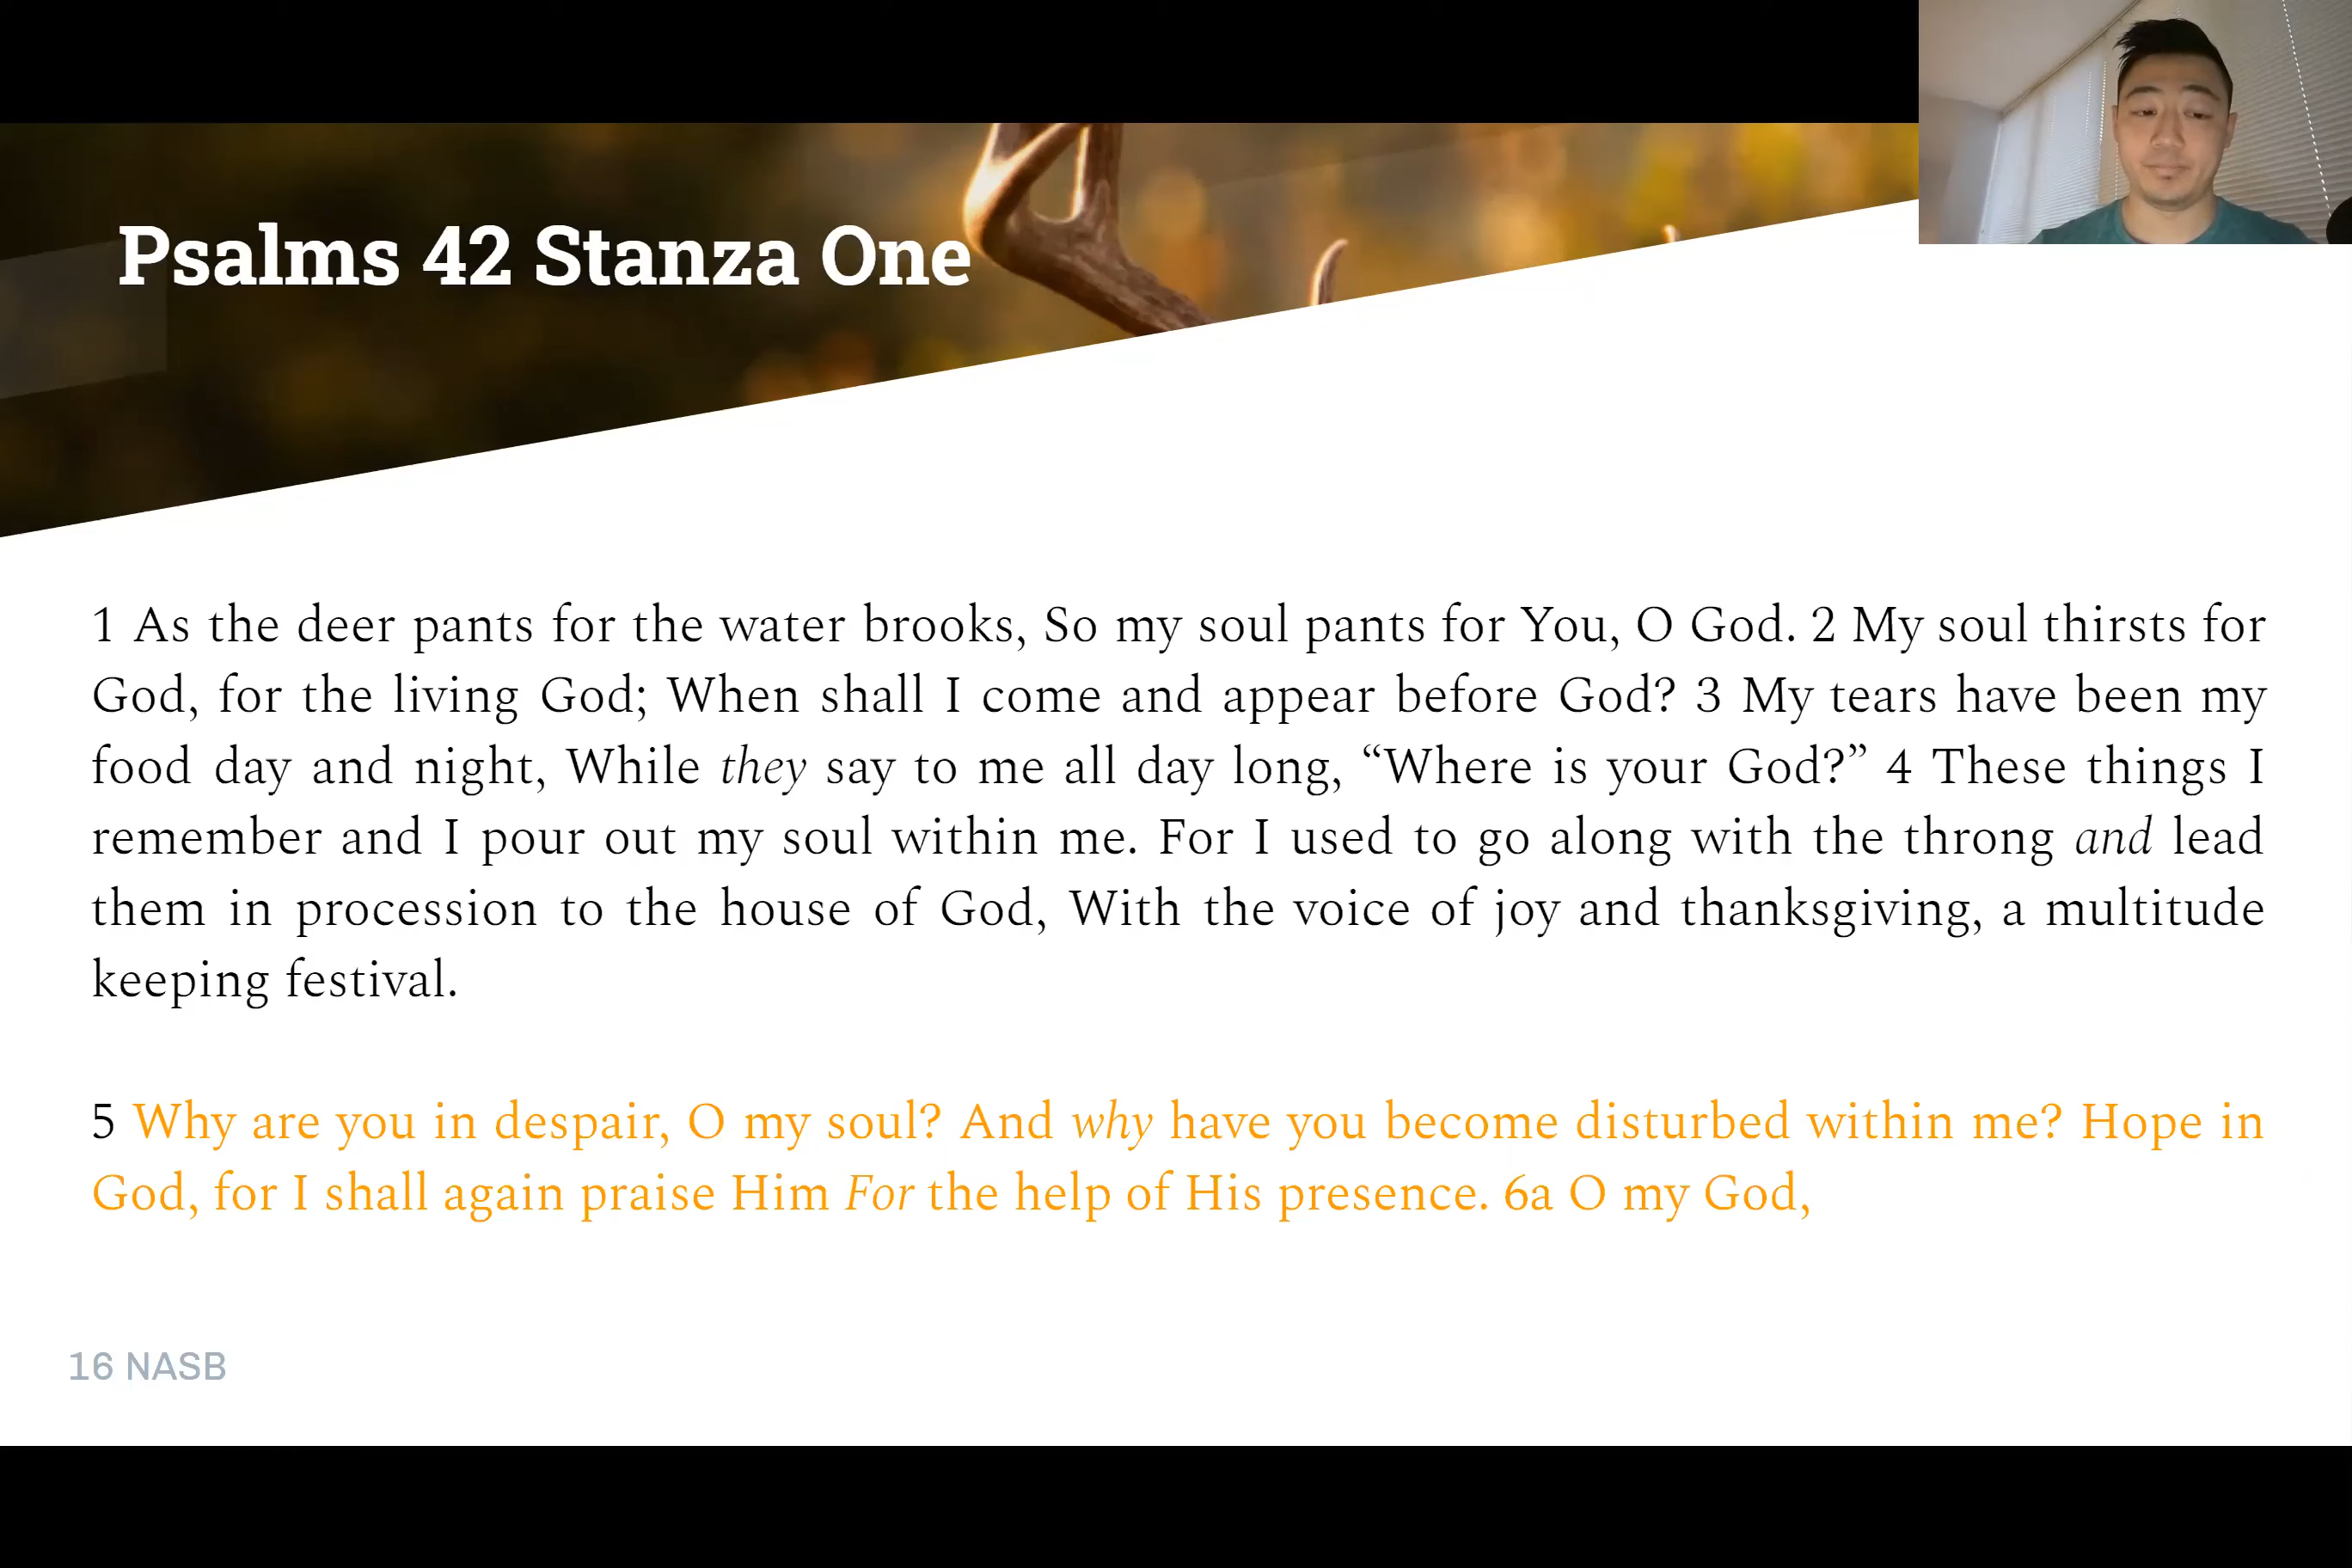 Psalms 42 Stanza One
1 As the deer pants for the water brooks, So my soul pants for You, O God. 2 My soul thirsts for
God, for the living God; When shall I come and appear before God? 3 My tears have been my
food day and night, While they say to me all day long, “Where is your God?” 4 These things I
remember and I pour out my soul within me. For I used to go along with the throng and lead
them in procession to the house of God, With the voice of joy and thanksgiving, a multitude
keeping festival.
5 Why are you in despair, O my soul? And why have you become disturbed within me? Hope in
God, for I shall again praise Him For the help of His presence. 6a O my God,
16 NASB